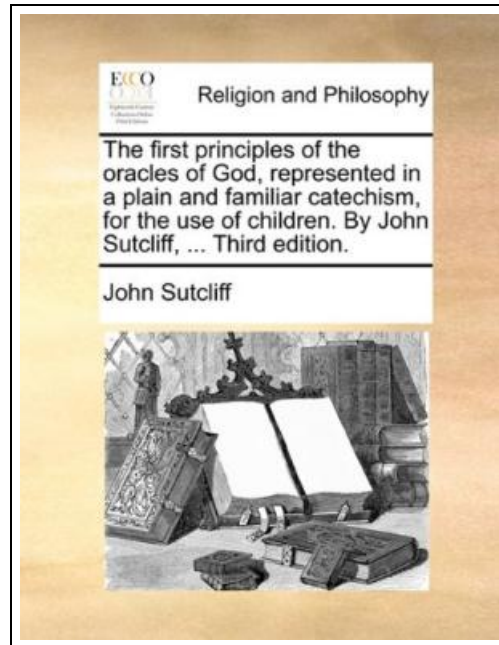 ECCO
Religion and Philosophy
The first principles of the
oracles of God, represented in
a plain and familiar catechism,
for the use of children. By John
Sutcliff, ... Third edition.
John Sutcliff